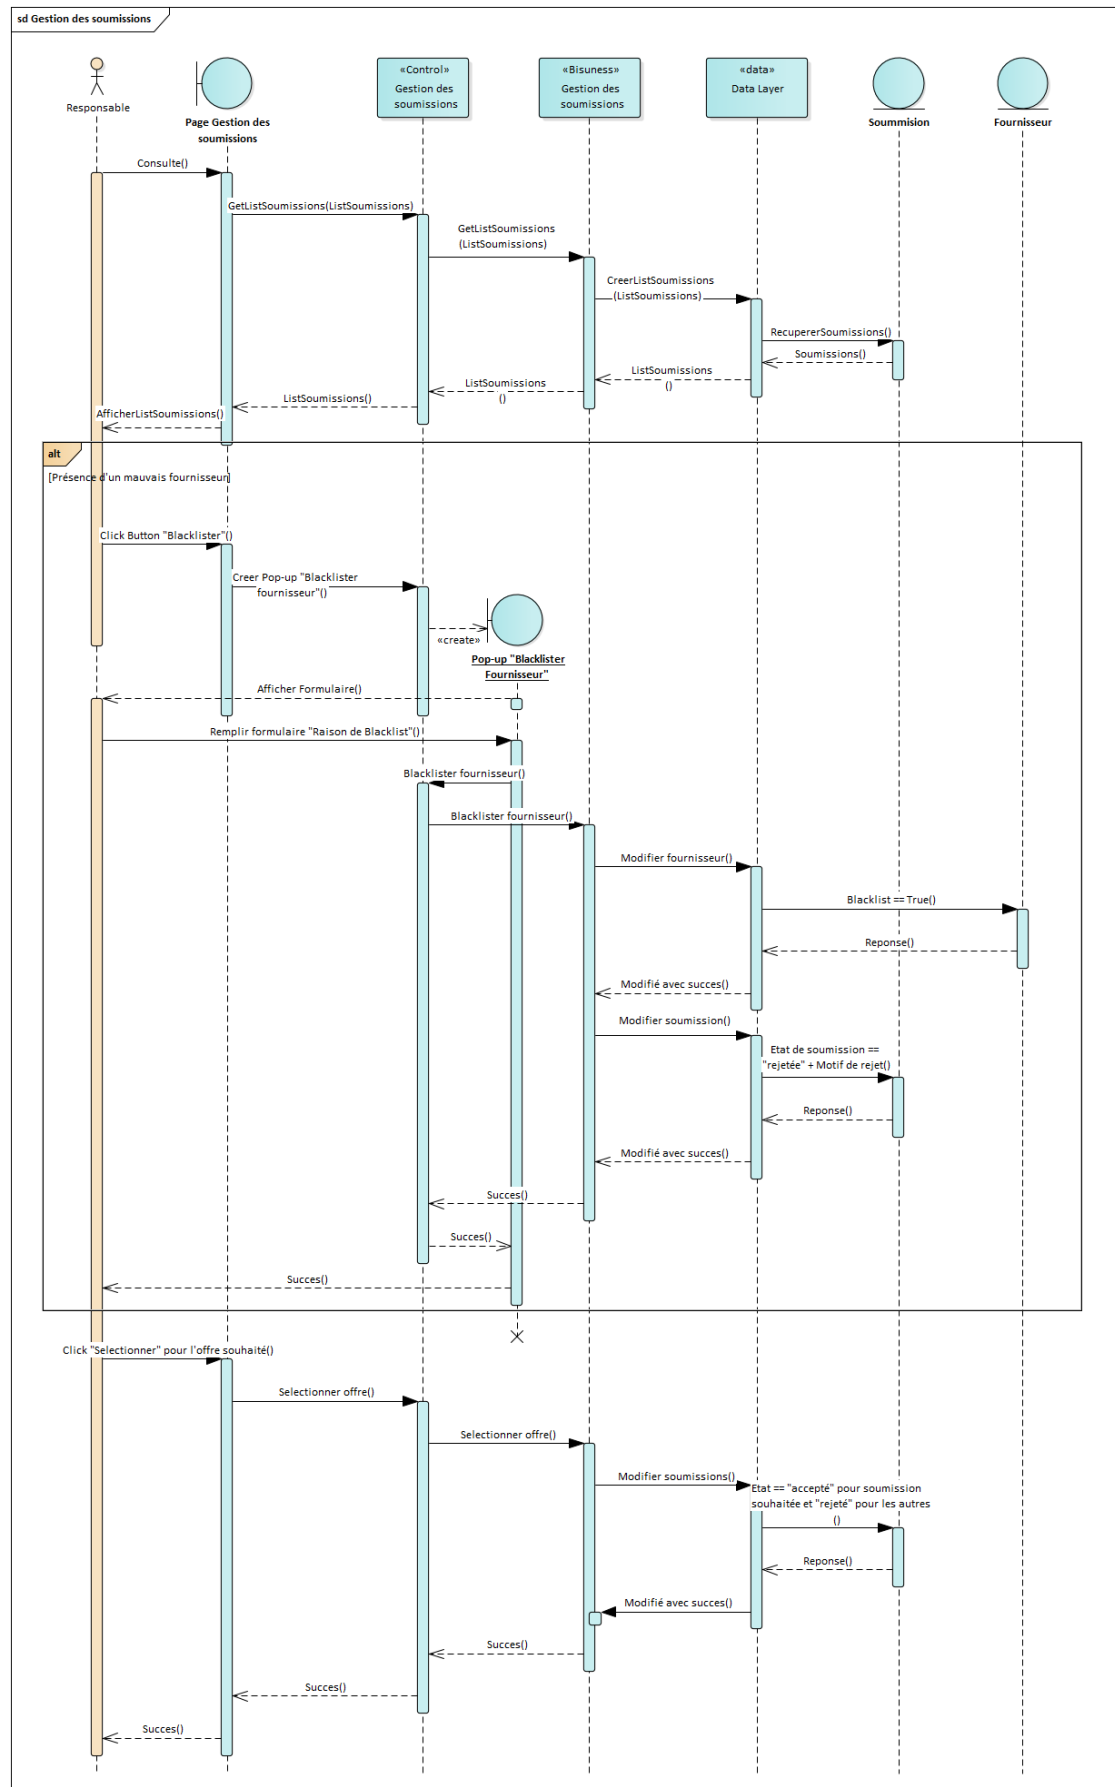 sd Gestion des soumissions
Responsable
Page Gestion des
soumissions
«Control»
Gestion des
soumissions
«Bisuness»
Gestion des
soumissions
«data»
Data Layer
Soummision
Fournisseur
Consulte()
GetListSoumissions(ListSoumissions)
GetListSoumissions
(ListSoumissions)
CreerListSoumissions
(ListSoumissions)
RecupererSoumissions()
Soumissions()
ListSoumissions
()
ListSoumissions
()
ListSoumissions()
AfficherListSoumissions()
alt
[Présence d'un mauvais fournisseur]
Click Button "Blacklister"()
Creer Pop-up "Blacklister
fournisseur"()
«create»
Pop-up "Blacklister
Fournisseur"
Afficher Formulaire()
Remplir formulaire "Raison de Blacklist"()
Blacklister fournisseur()
Blacklister fournisseur()
Modifier fournisseur()
Blacklist == True()
Reponse()
Modifié avec succes()
Modifier soumission()
Etat de soumission ==
"rejetée" + Motif de rejet()
Reponse()
Modifié avec succes()
Succes()
Succes()
Succes()
Click "Selectionner" pour l'offre souhaité()
Selectionner offre()
Selectionner offre()
Modifier soumissions()
Etat == "accepté" pour soumission
souhaitée et "rejeté" pour les autres
()
Reponse()
Modifié avec succes()
Succes()
Succes()
Succes()